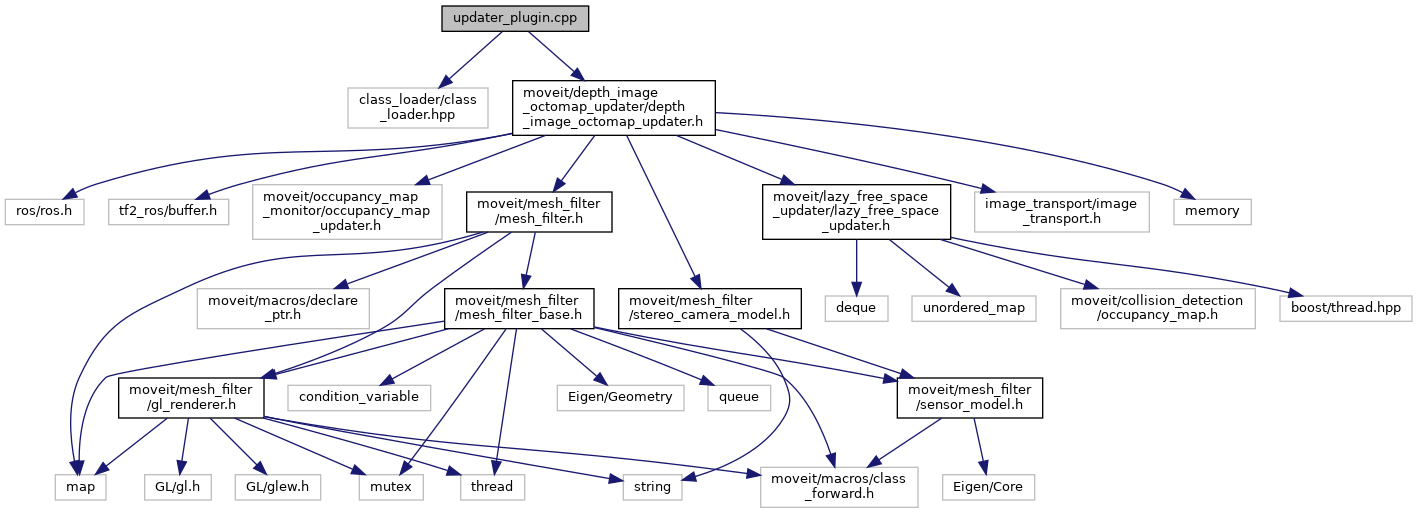 updater_plugin.cpp
class_loader/class
_loader.hpp
moveit/depth_image
_octomap_updater/depth
_image_octomap_updater.h
ros/ros.h
tf2_ros/buffer.h
moveit/occupancy_map
_monitor/occupancy_map
_updater.h
moveit/mesh_filter
/mesh_filter.h
moveit/lazy_free_space
_updater/lazy_free_space
_updater.h
image_transport/image
_transport.h
memory
moveit/macros/declare
_ptr.h
moveit/mesh_filter
/mesh_filter_base.h
moveit/mesh_filter
/stereo_camera_model.h
deque
unordered_map
moveit/collision_detection
/occupancy_map.h
boost/thread.hpp
moveit/mesh_filter
/gl_renderer.h
condition_variable
Eigen/Geometry
queue
moveit/mesh_filter
/sensor_model.h
map
GL/gl.h
GL/glew.h
mutex
thread
string
moveit/macros/class
_forward.h
Eigen/Core